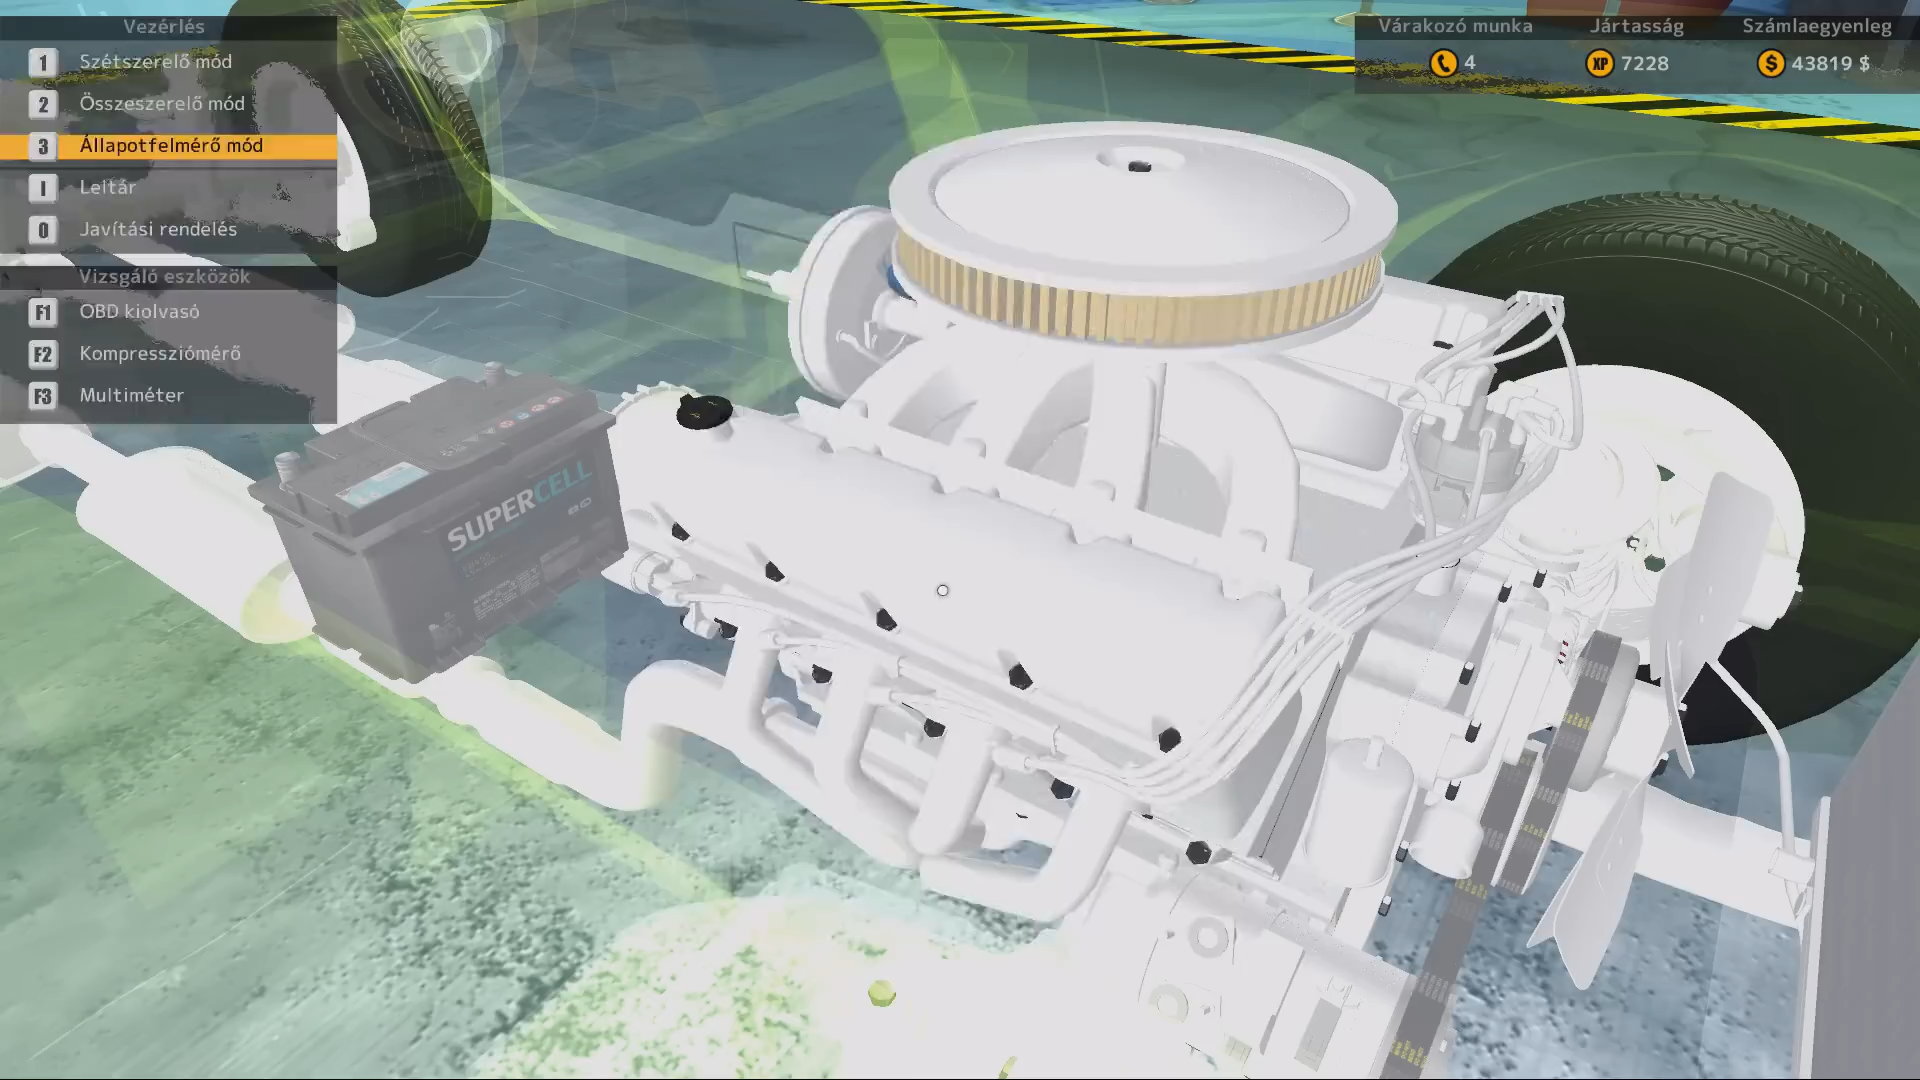 Vezérlés
1 Szétszerelő mód
2 Összeszerelő mód
3 Állapotfelmérő mód
I Leltár
O Javítási rendelés
Vizsgáló eszközök
F1 OBD kiolvasó
F2 Kompressziómérő
F3 Multiméter
Várakozó munka
4
Jártasság
XP 7228
Számlaegyenleg
$ 43819 $
SUPERCELL